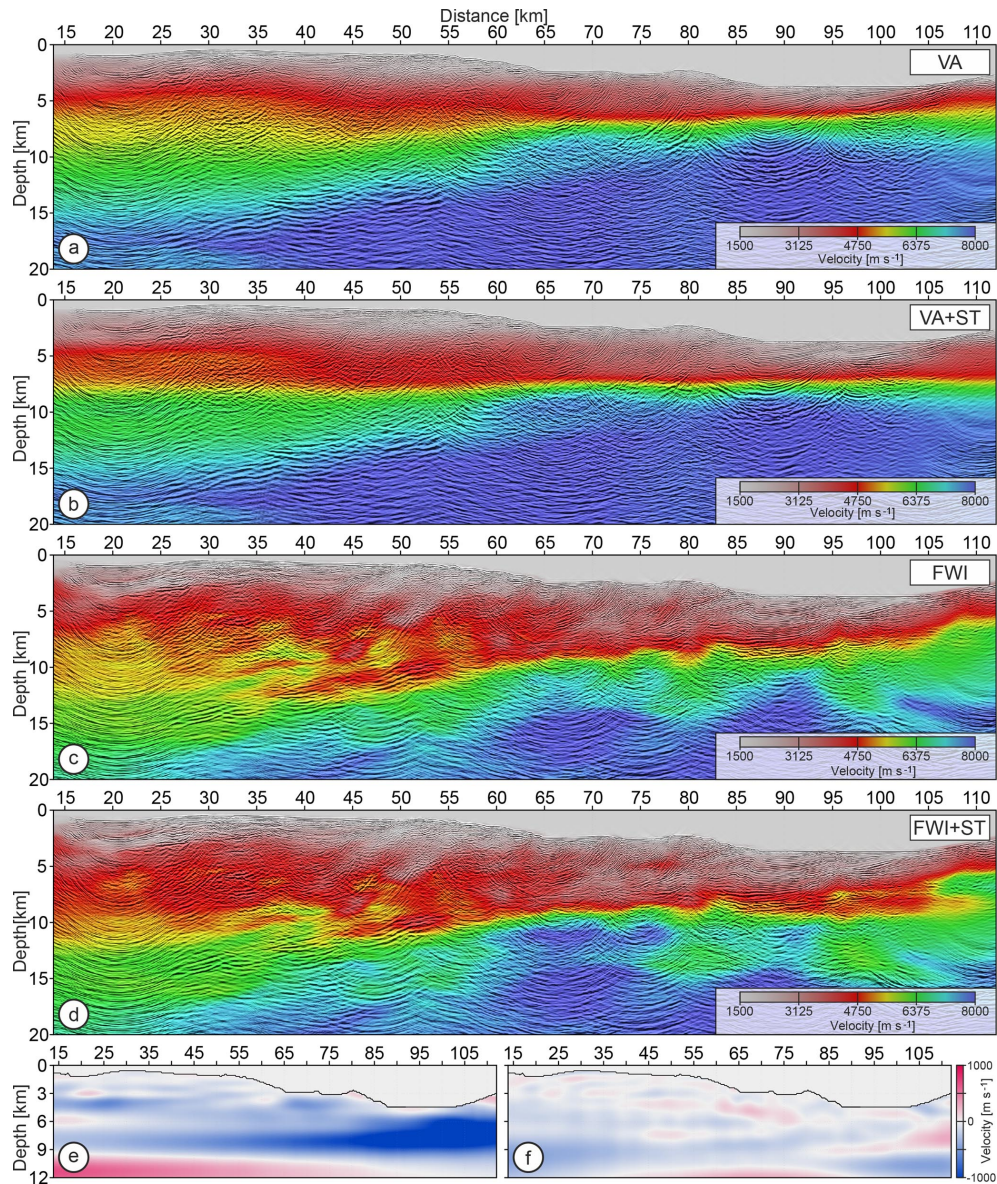 Distance [km]
15 20 25 30 35 40 45 50 55 60 65 70 75 80 85 90 95 100 105 110
0
5
10
15
20
Depth [km]
VA
a
1500 3125 4750 6375 8000
Velocity [m s-1]
15 20 25 30 35 40 45 50 55 60 65 70 75 80 85 90 95 100 105 110
0
5
10
15
20
Depth [km]
VA+ST
b
1500 3125 4750 6375 8000
Velocity [m s-1]
15 20 25 30 35 40 45 50 55 60 65 70 75 80 85 90 95 100 105 110
0
5
10
15
20
Depth [km]
FWI
c
1500 3125 4750 6375 8000
Velocity [m s-1]
15 20 25 30 35 40 45 50 55 60 65 70 75 80 85 90 95 100 105 110
0
5
10
15
20
Depth[km]
FWI+ST
d
1500 3125 4750 6375 8000
Velocity [m s-1]
15 25 35 45 55 65 75 85 95 105
0
3
6
9
12
Depth [km]
e
15 25 35 45 55 65 75 85 95 105
f
1000
0
-1000
Velocity [m s-1]